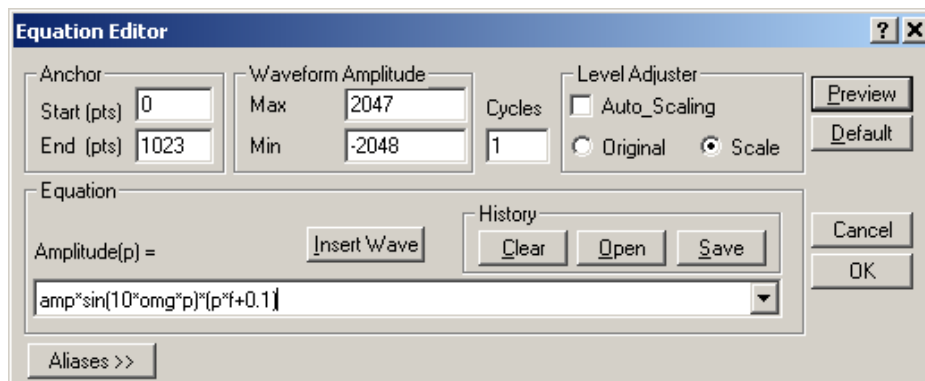 Equation Editor
Anchor
Start (pts) 0
End (pts) 1023
Waveform Amplitude
Max 2047
Min -2048
Cycles
1
Level Adjuster
Auto_Scaling
Original Scale
Preview
Default
Equation
Amplitude(p) =
Insert Wave
History
Clear Open Save
Cancel
OK
amp*sin(10*omg*p)*(p*f+0.1)
Aliases >>